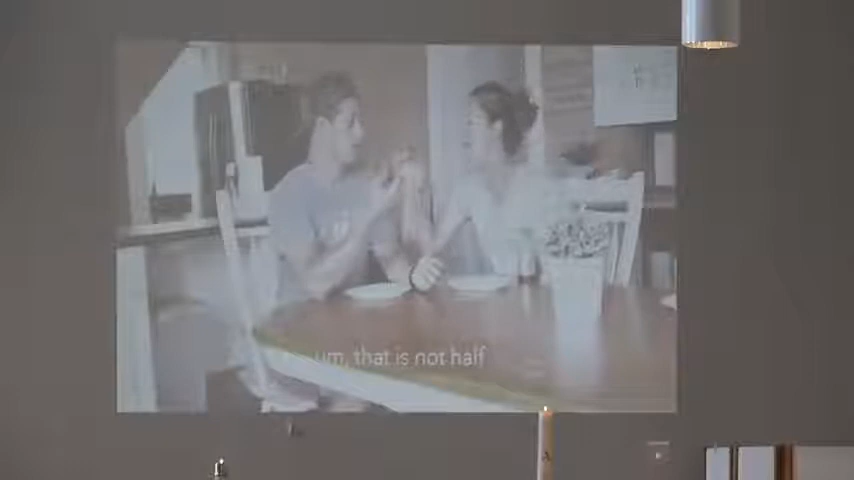 um, that is not half